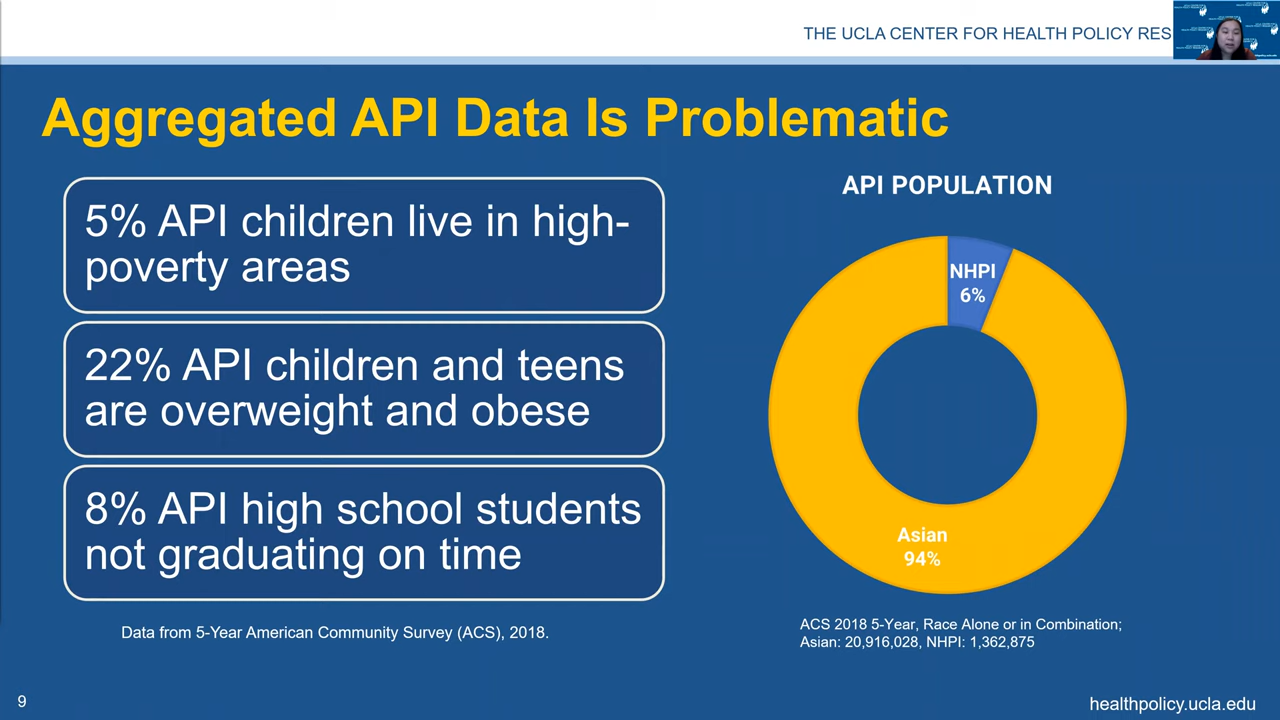 THE UCLA CENTER FOR HEALTH POLICY RES
Aggregated API Data Is Problematic
5% API children live in high-
poverty areas
22% API children and teens
are overweight and obese
8% API high school students
not graduating on time
Data from 5-Year American Community Survey (ACS), 2018.
API POPULATION
NHPI
6%
Asian
94%
ACS 2018 5-Year, Race Alone or in Combination;
Asian: 20,916,028, NHPI: 1,362,875
9
healthpolicy.ucla.edu